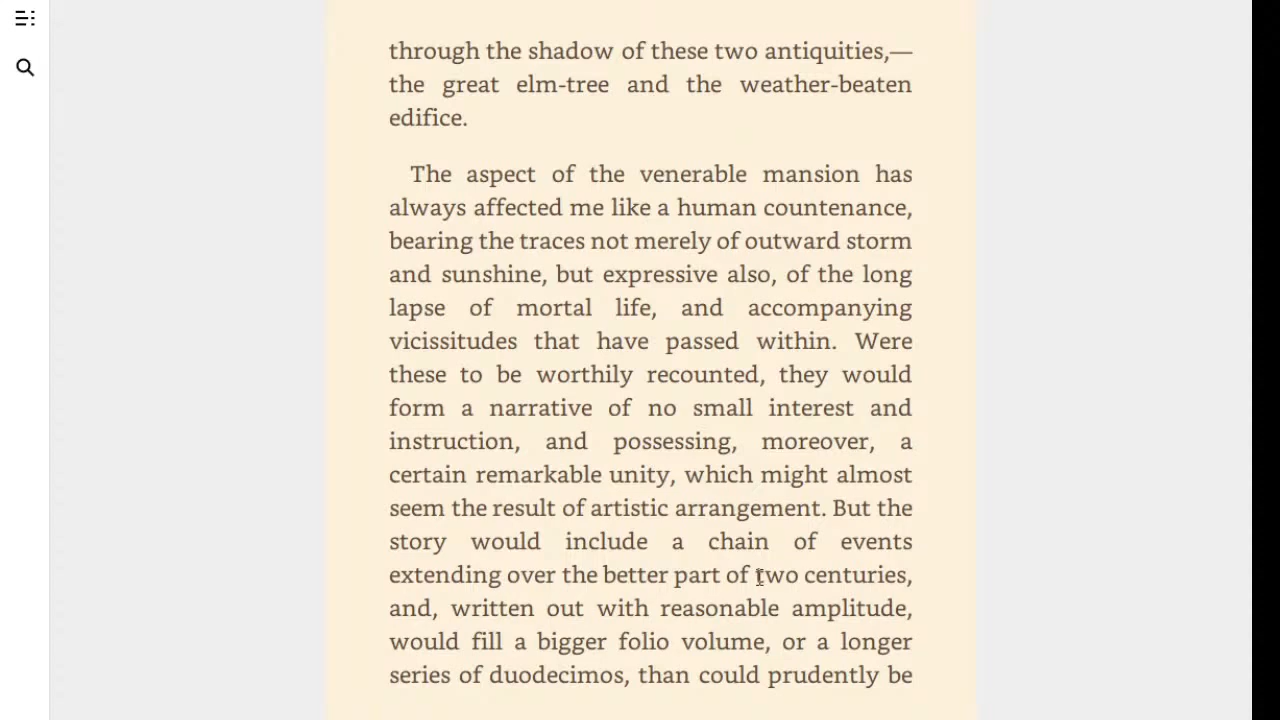 through the shadow of these two antiquities,—
the great elm-tree and the weather-beaten
edifice.
The aspect of the venerable mansion has
always affected me like a human countenance,
bearing the traces not merely of outward storm
and sunshine, but expressive also, of the long
lapse of mortal life, and accompanying
vicissitudes that have passed within. Were
these to be worthily recounted, they would
form a narrative of no small interest and
instruction, and possessing, moreover, a
certain remarkable unity, which might almost
seem the result of artistic arrangement. But the
story would include a chain of events
extending over the better part of two centuries,
and, written out with reasonable amplitude,
would fill a bigger folio volume, or a longer
series of duodecimos, than could prudently be